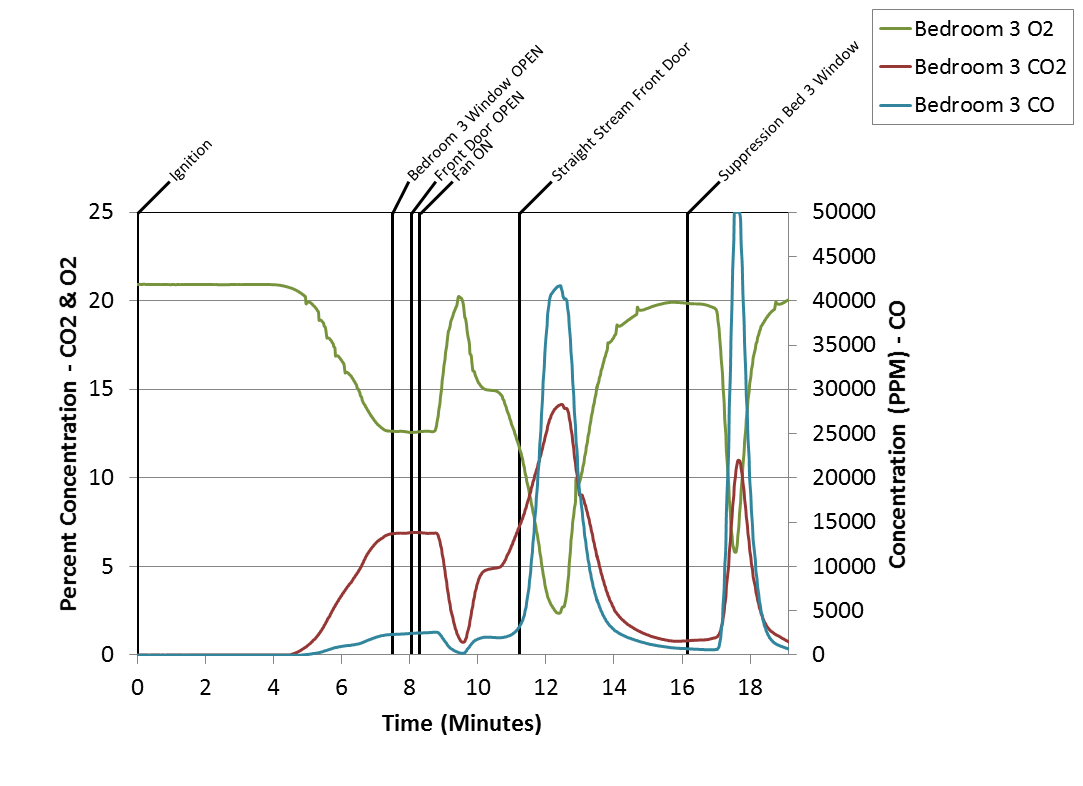 Bedroom 3 O2
Bedroom 3 CO2
Bedroom 3 CO
Ignition
Bedroom 3 Window OPEN
Front Door OPEN
Fan ON
Straight Stream Front Door
Suppression Bed 3 Window
Percent Concentration - CO2 & O2
25
20
15
10
5
0
50000
45000
40000
35000
30000
25000
20000
15000
10000
5000
0
Concentration (PPM) - CO
0 2 4 6 8 10 12 14 16 18
Time (Minutes)